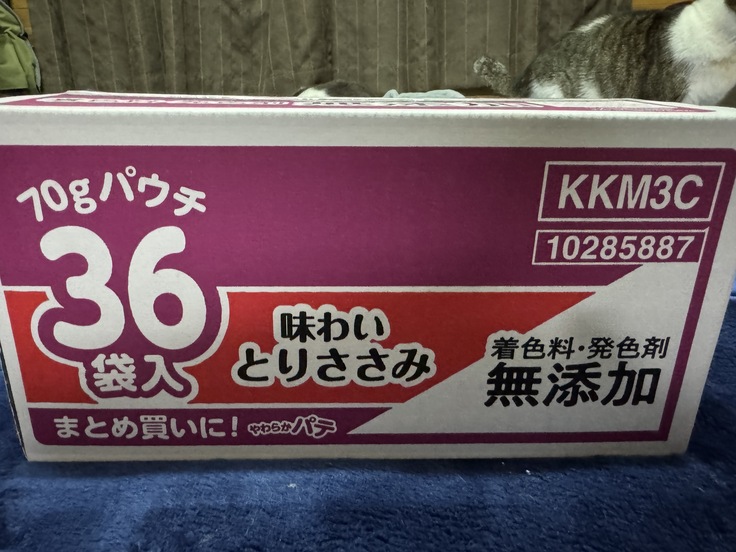 70gパウチ
36
袋入
味わい
とりささみ
まとめ買いに! やわらかパテ
KKM3C
10285887
着色料・発色剤
無添加